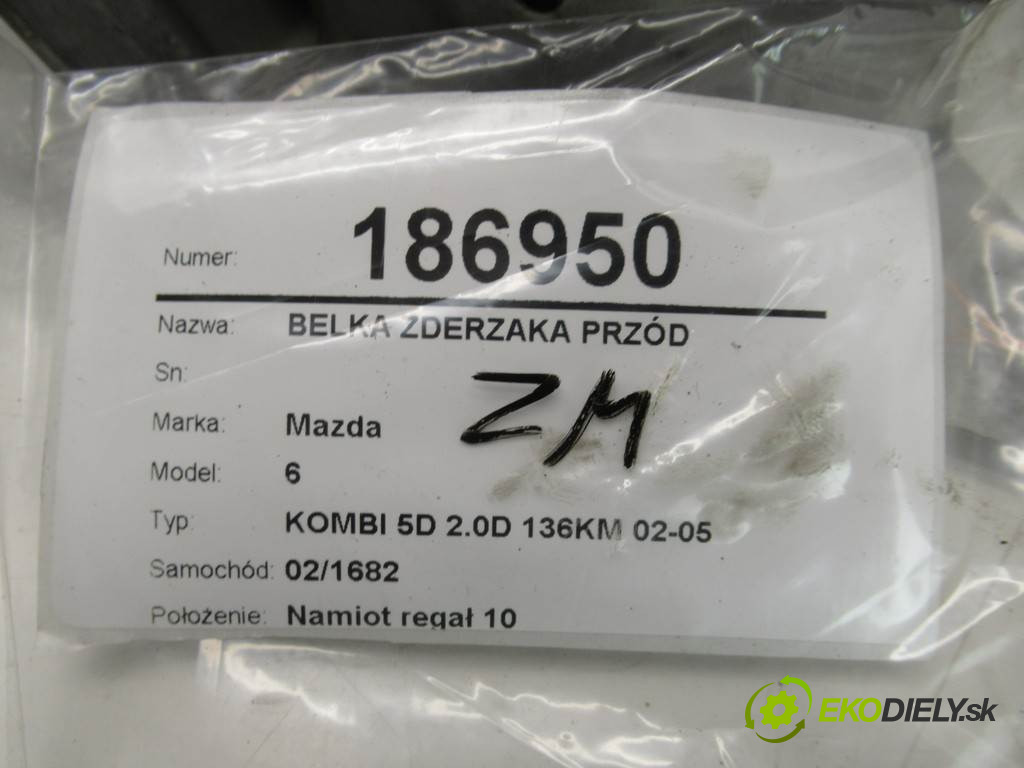 Numer: 186950
Nazwa: BELKA ZDERZAKA PRZÓD
Sn:
ZM
Marka: Mazda
Model: 6
Typ: KOMBI 5D 2.0D 136KM 02-05
Samochód: 02/1682
Położenie: Namiot regał 10
EKODIELY.sk